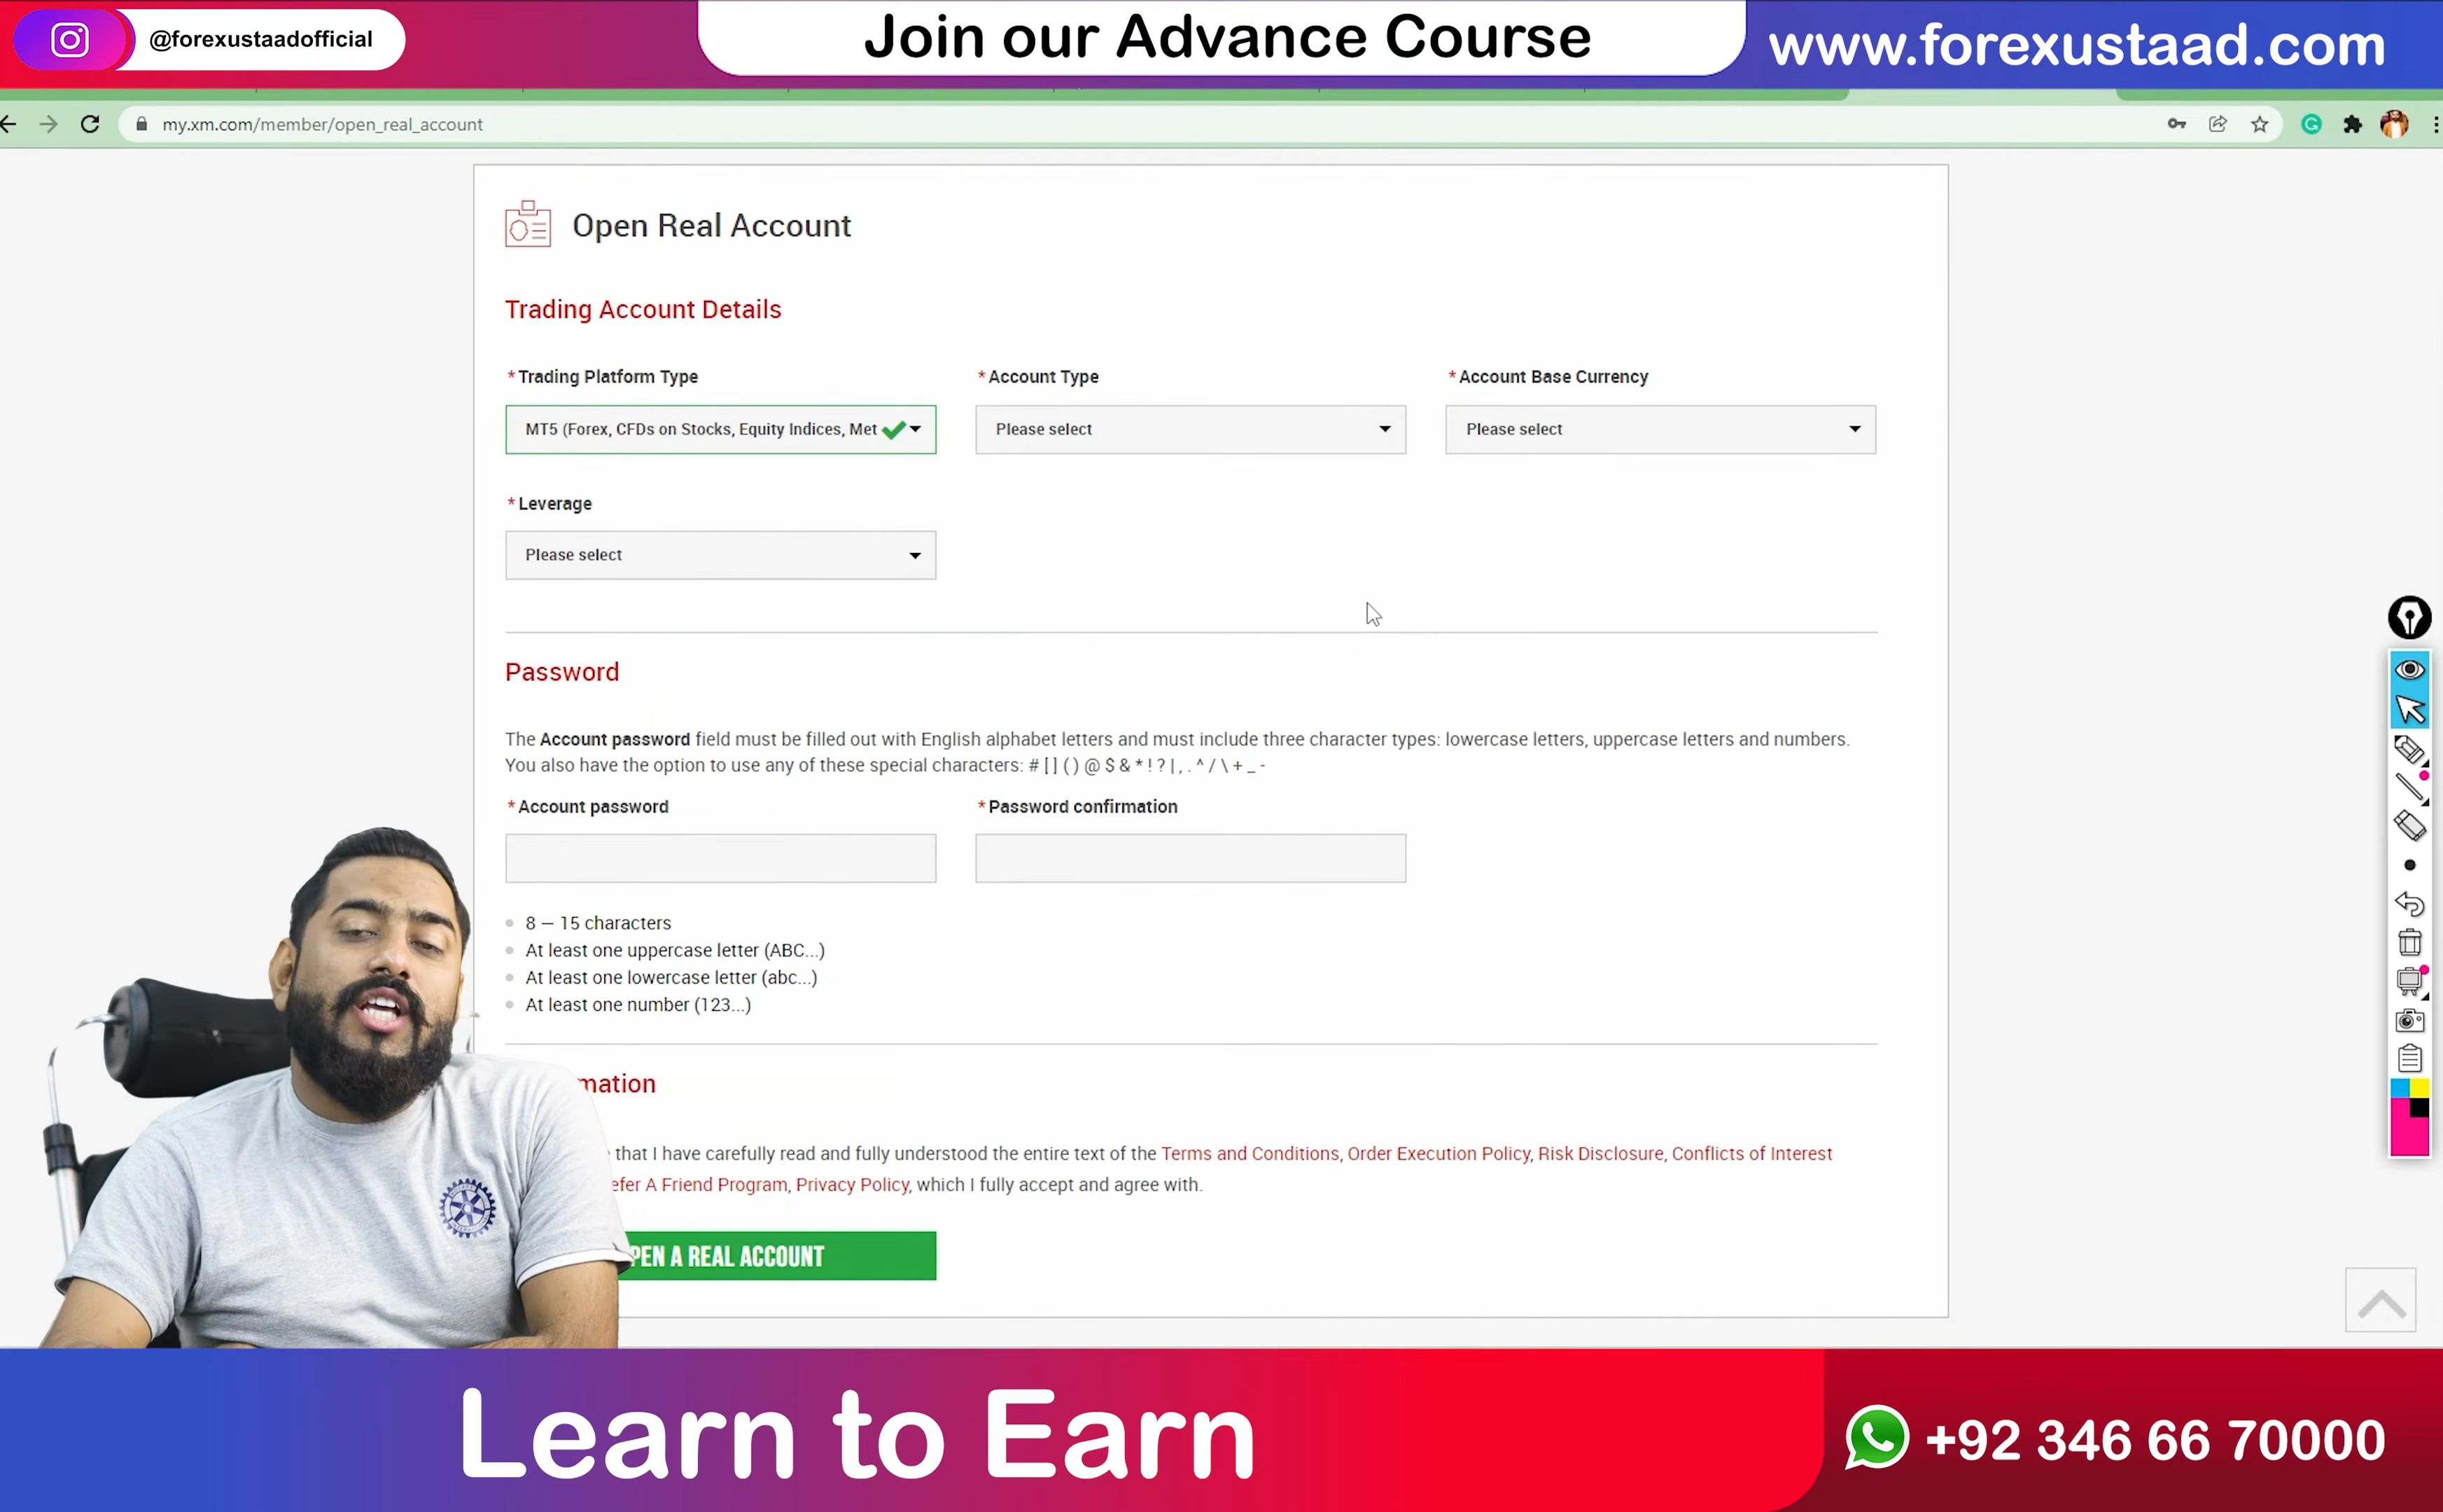 @forexustaadofficial
Join our Advance Course
www.forexustaad.com
my.xm.com/member/open_real_account
Open Real Account
Trading Account Details
*Trading Platform Type
*Account Type
*Account Base Currency
MT5 (Forex, CFDs on Stocks, Equity Indices, Met
Please select
Please select
*Leverage
Please select
Password
The Account password field must be filled out with English alphabet letters and must include three character types: lowercase letters, uppercase letters and numbers.
You also have the option to use any of these special characters: # [ ] ( ) @ $ & * ! ? | , . ^ / \ + _ -
*Account password
*Password confirmation
8 – 15 characters
At least one uppercase letter (ABC...)
At least one lowercase letter (abc...)
At least one number (123...)
mation
that I have carefully read and fully understood the entire text of the Terms and Conditions, Order Execution Policy, Risk Disclosure, Conflicts of Interest
efer A Friend Program, Privacy Policy, which I fully accept and agree with.
PEN A REAL ACCOUNT
Learn to Earn
+92 346 66 70000